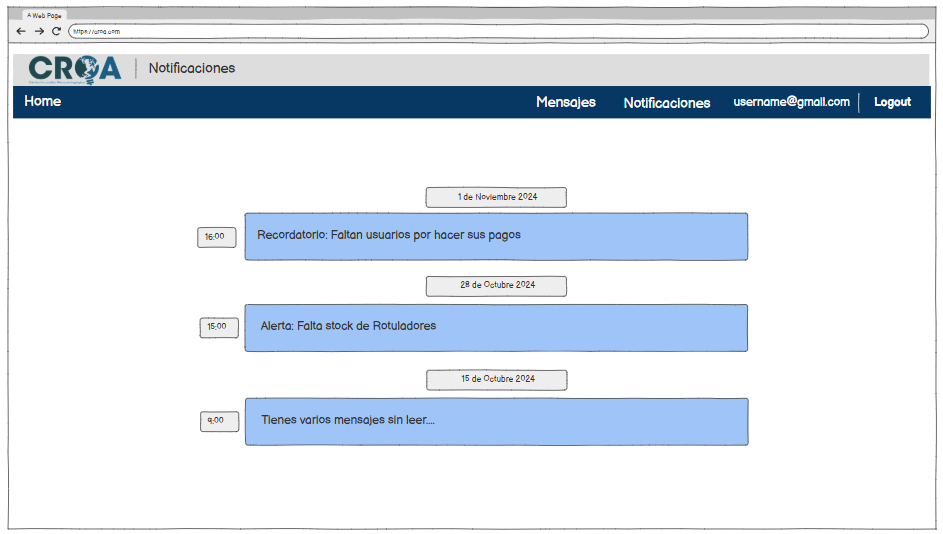 A Web Page
https://croa.com
CROA
Notificaciones
Home
Mensajes
Notificaciones
username@gmail.com
Logout
1 de Noviembre 2024
16:00
Recordatorio: Faltan usuarios por hacer sus pagos
28 de Octubre 2024
15:00
Alerta: Falta stock de Rotuladores
15 de Octubre 2024
9:00
Tienes varios mensajes sin leer....